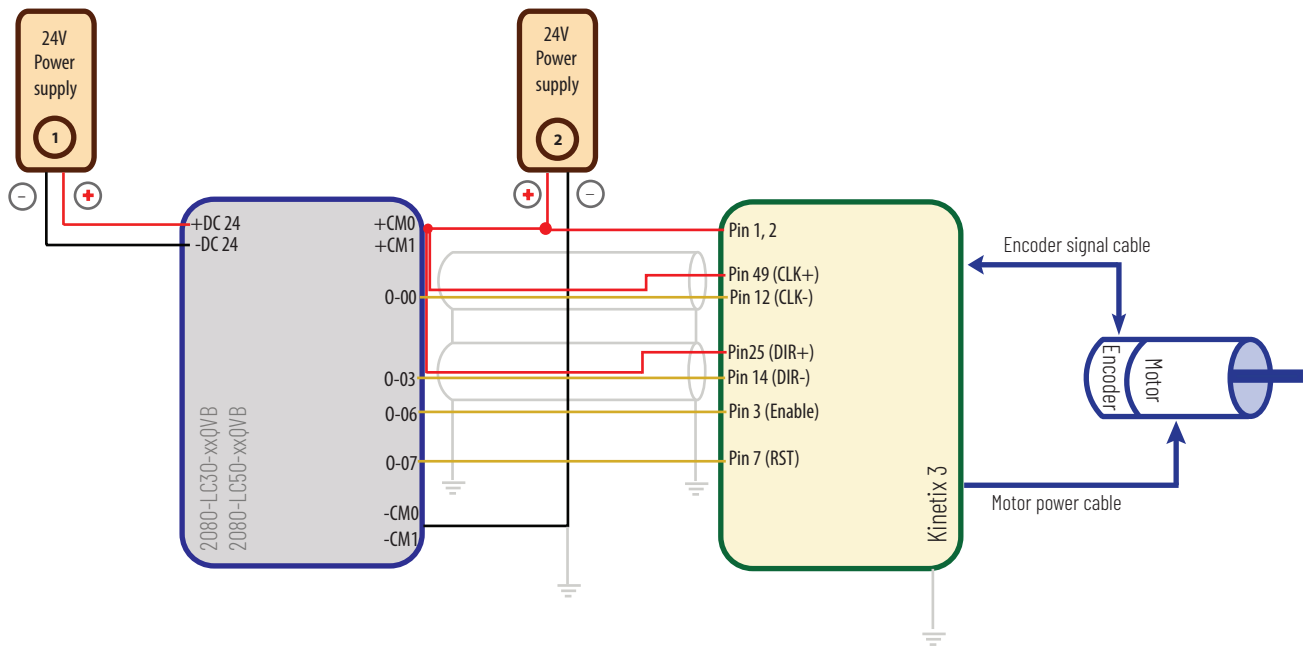 24V
Power
supply
1
−
+
24V
Power
supply
2
+
−
+DC 24
-DC 24
+CM0
+CM1
O-00
O-03
O-06
O-07
-CM0
-CM1
2080-LC30-xxQVB
2080-LC50-xxQVB
Pin 1, 2
Pin 49 (CLK+)
Pin 12 (CLK-)
Pin25 (DIR+)
Pin 14 (DIR-)
Pin 3 (Enable)
Pin 7 (RST)
Kinetix 3
Encoder signal cable
Encoder
Motor
Motor power cable